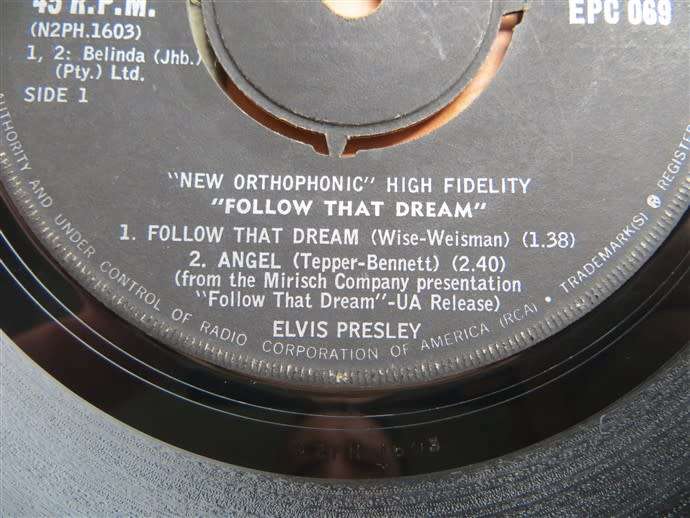 45 R.P.M.
(N2PH.1603)
1, 2: Belinda (Jhb.)
(Pty.) Ltd.
SIDE 1
EPC 069
"NEW ORTHOPHONIC" HIGH FIDELITY
"FOLLOW THAT DREAM"
1. FOLLOW THAT DREAM (Wise-Weisman) (1.38)
2. ANGEL (Tepper-Bennett) (2.40)
(from the Mirisch Company presentation
"Follow That Dream"-UA Release)
ELVIS PRESLEY
AUTHORITY AND UNDER CONTROL OF RADIO CORPORATION OF AMERICA (RCA) • TRADEMARK(S) ® REGISTE